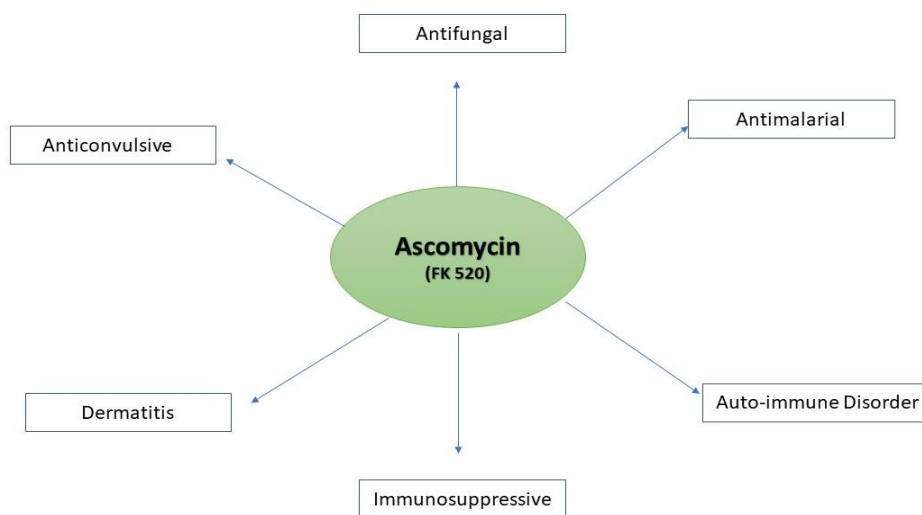 Antifungal
Antimalarial
Anticonvulsive
Ascomycin
(FK 520)
Auto-immune Disorder
Dermatitis
Immunosuppressive